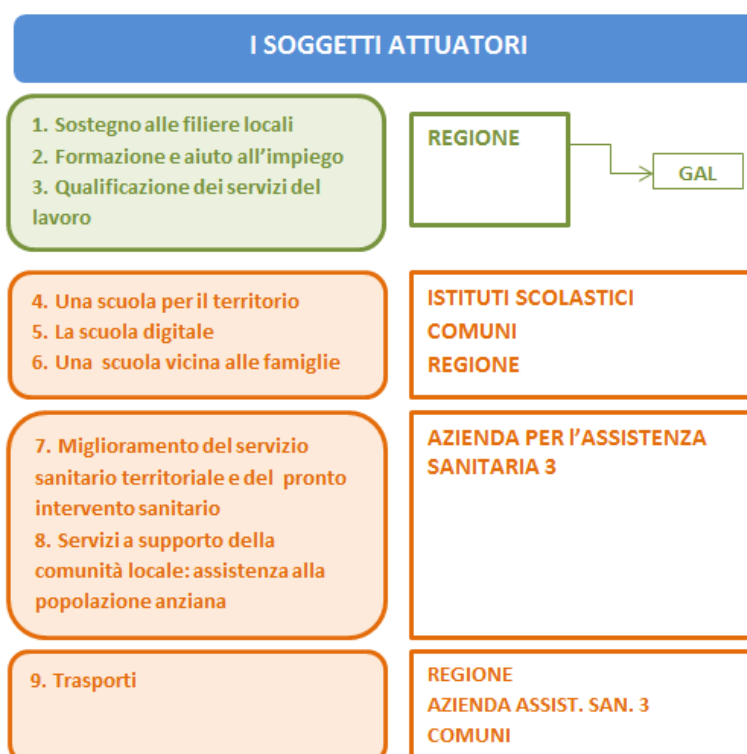 I SOGGETTI ATTUATORI
1. Sostegno alle filiere locali
2. Formazione e aiuto all'impiego
3. Qualificazione dei servizi del
lavoro
REGIONE
GAL
4. Una scuola per il territorio
5. La scuola digitale
6. Una scuola vicina alle famiglie
ISTITUTI SCOLASTICI
COMUNI
REGIONE
7. Miglioramento del servizio
sanitario territoriale e del pronto
intervento sanitario
8. Servizi a supporto della
comunità locale: assistenza alla
popolazione anziana
AZIENDA PER l'ASSISTENZA
SANITARIA 3
9. Trasporti
REGIONE
AZIENDA ASSIST. SAN. 3
COMUNI